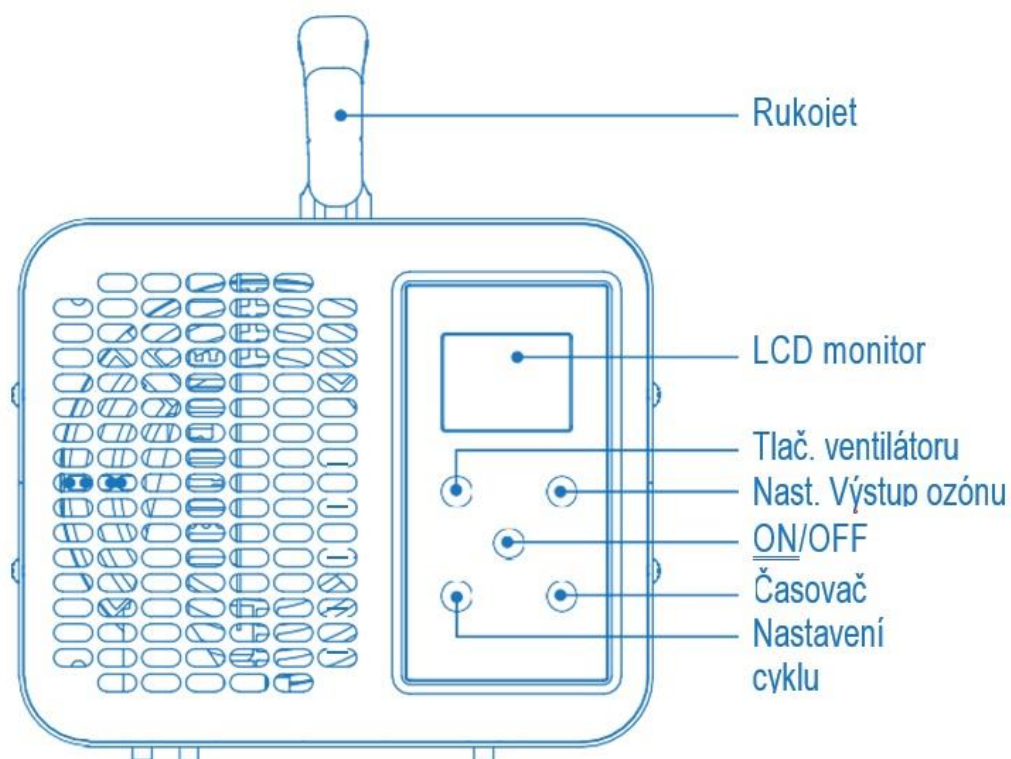 Rukojet
LCD monitor
Tlač. ventilátoru
Nast. Výstup ozónu
ON/OFF
Časovač
Nastavení
cyklu